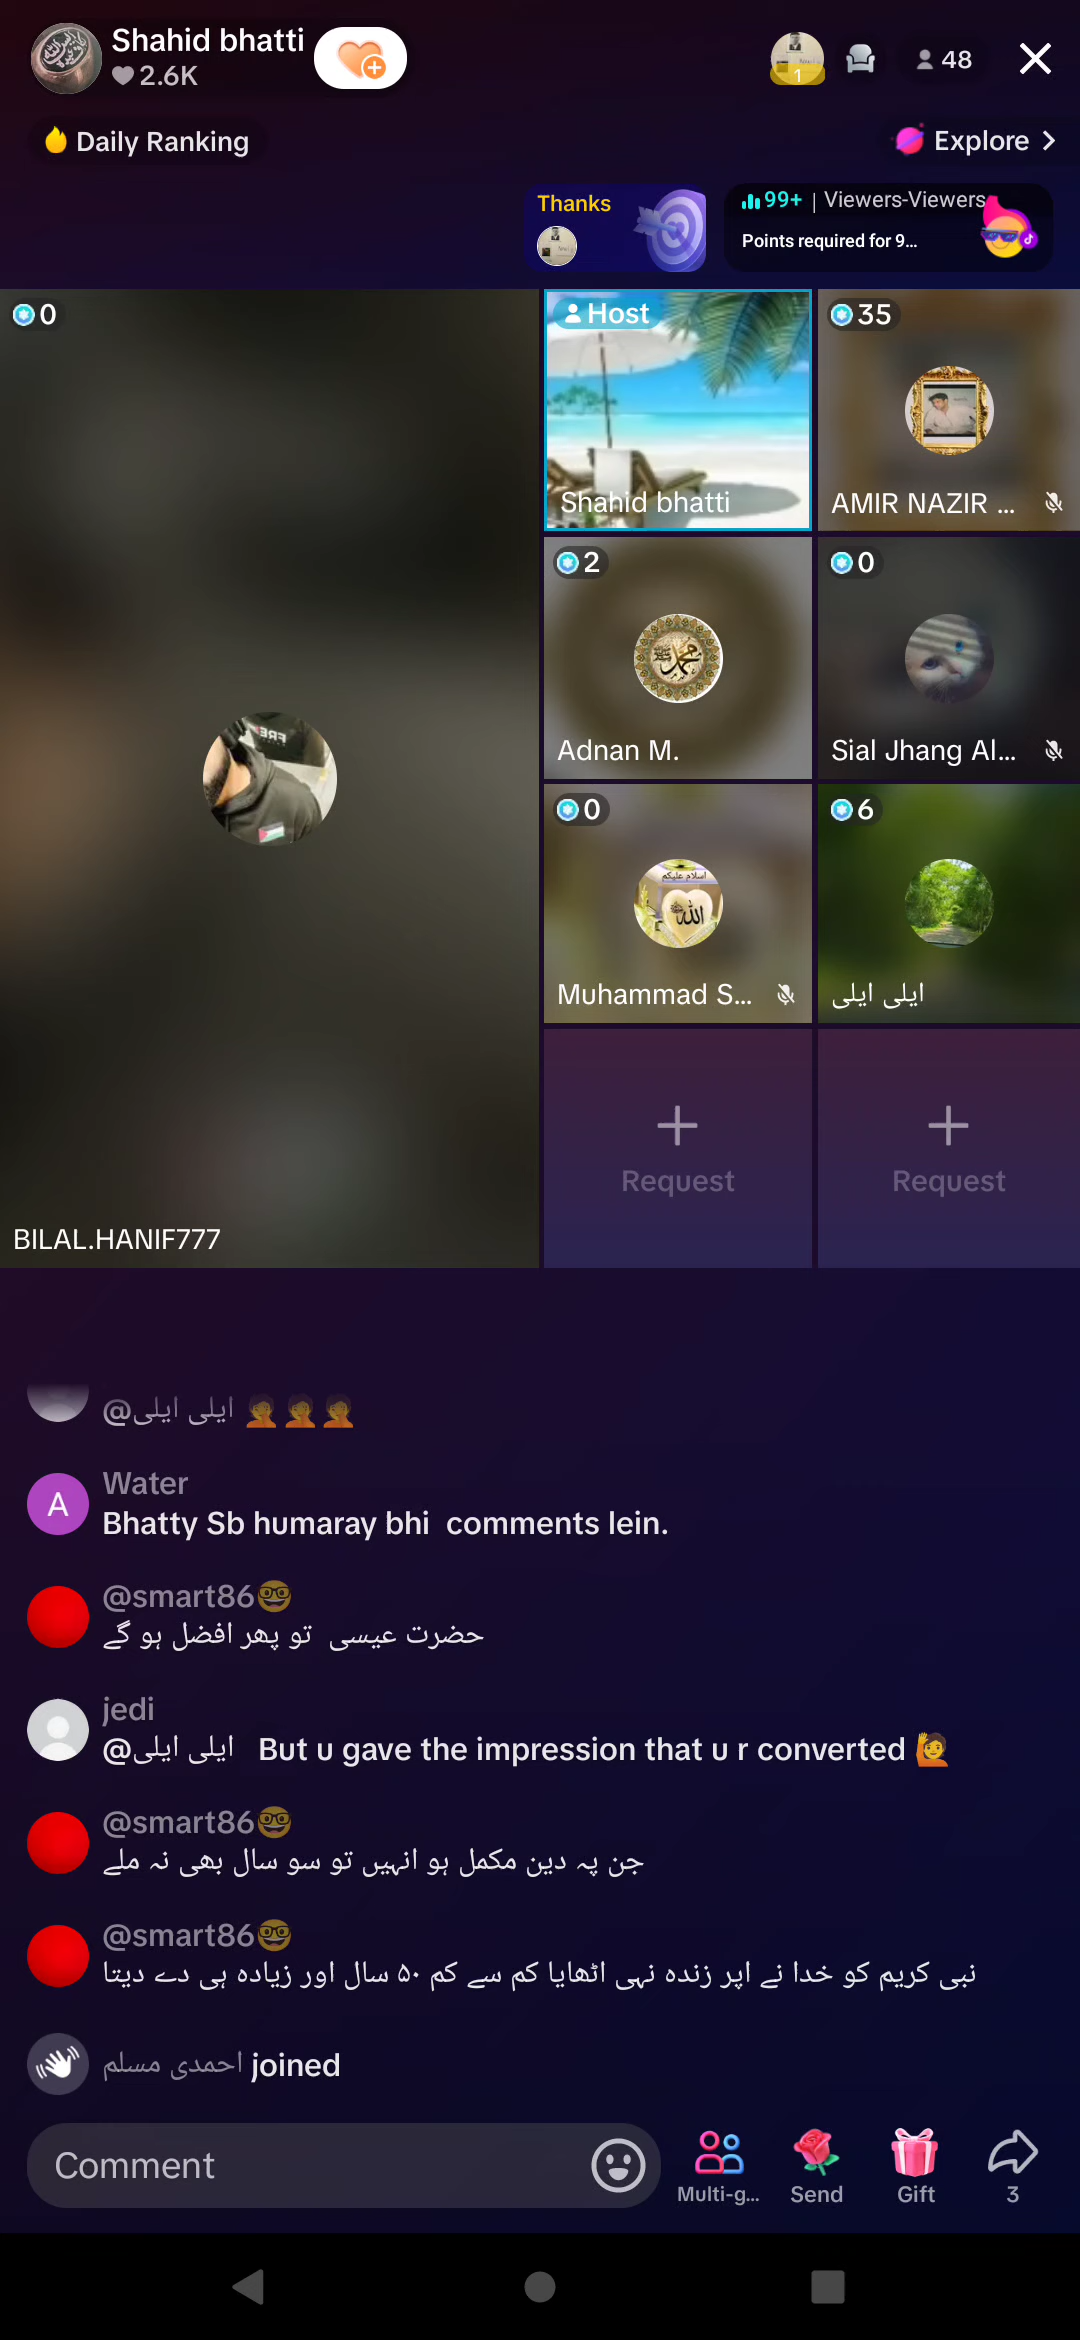 Shahid bhatti
2.6K
1
48
Daily Ranking
Explore
Thanks
99+ | Viewers-Viewers
Points required for 9...
0
Host
Shahid bhatti
35
AMIR NAZIR ...
2
Adnan M.
0
Sial Jhang Al...
0
اسلام علیکم
الله
Muhammad S...
6
ایلی ایلی
FREE
BILAL.HANIF777
Request
Request
@ایلی ایلی 🤦🤦🤦
A
Water
Bhatty Sb humaray bhi comments lein.
@smart86🤓
حضرت عیسی تو پھر افضل ہو گے
jedi
@ایلی ایلی But u gave the impression that u r converted 🙋
@smart86🤓
جن پہ دین مکمل ہو انہیں تو سو سال بھی نہ ملے
@smart86🤓
نبی کریم کو خدا نے اپر زندہ نہی اٹھایا کم سے کم ۵۰ سال اور زیادہ ہی دے دیتا
احمدی مسلم joined
Comment
Multi-g...
Send
Gift
3